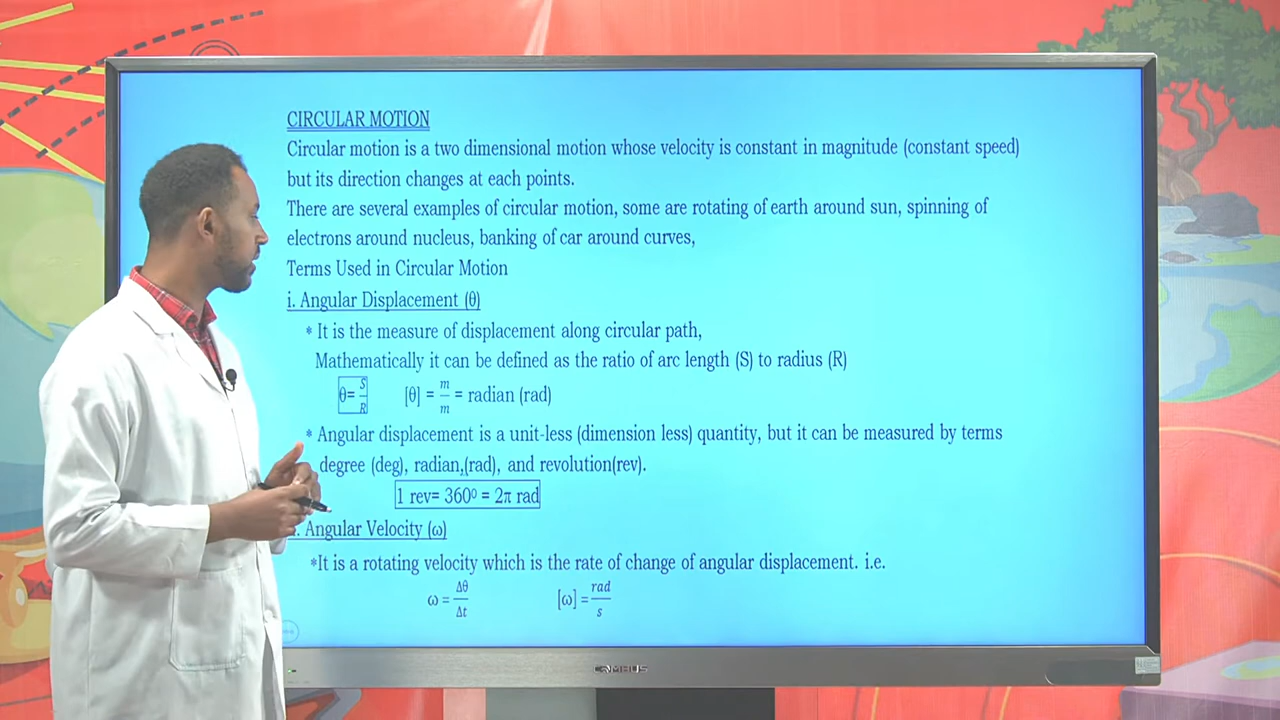 CIRCULAR MOTION
Circular motion is a two dimensional motion whose velocity is constant in magnitude (constant speed)
but its direction changes at each points.
There are several examples of circular motion, some are rotating of earth around sun, spinning of
electrons around nucleus, banking of car around curves,
Terms Used in Circular Motion
i. Angular Displacement (θ)
* It is the measure of displacement along circular path,
Mathematically it can be defined as the ratio of arc length (S) to radius (R)
θ= S/R [θ] = m/m = radian (rad)
* Angular displacement is a unit-less (dimension less) quantity, but it can be measured by terms
degree (deg), radian,(rad), and revolution(rev).
1 rev= 360⁰ = 2π rad
. Angular Velocity (ω)
*It is a rotating velocity which is the rate of change of angular displacement. i.e.
ω = Δθ/Δt [ω] = rad/s